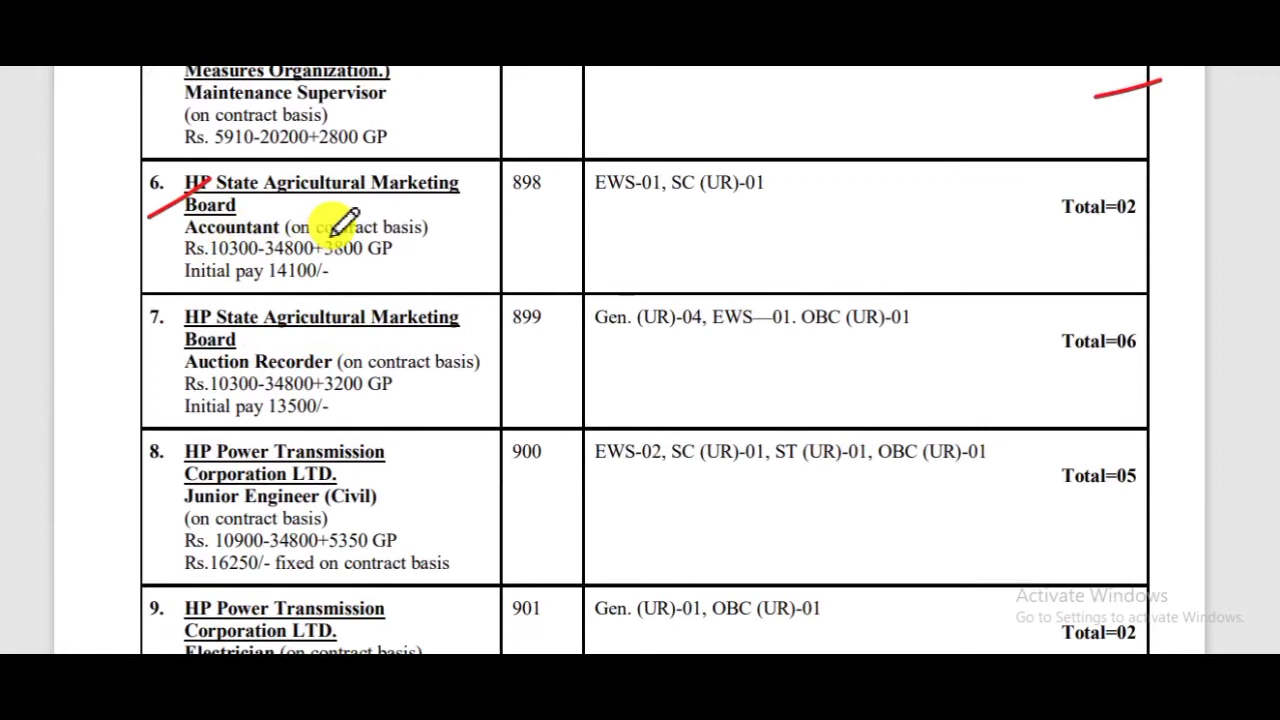 Measures Organization.)
Maintenance Supervisor
(on contract basis)
Rs. 5910-20200+2800 GP
6. HP State Agricultural Marketing
Board
Accountant (on contract basis)
Rs.10300-34800+3800 GP
Initial pay 14100/-
898
EWS-01, SC (UR)-01
Total=02
7. HP State Agricultural Marketing
Board
Auction Recorder (on contract basis)
Rs.10300-34800+3200 GP
Initial pay 13500/-
899
Gen. (UR)-04, EWS—01. OBC (UR)-01
Total=06
8. HP Power Transmission
Corporation LTD.
Junior Engineer (Civil)
(on contract basis)
Rs. 10900-34800+5350 GP
Rs.16250/- fixed on contract basis
900
EWS-02, SC (UR)-01, ST (UR)-01, OBC (UR)-01
Total=05
9. HP Power Transmission
Corporation LTD.
Electrician (on contract basis)
901
Gen. (UR)-01, OBC (UR)-01
Total=02
Activate Windows
Go to Settings to activate Windows.